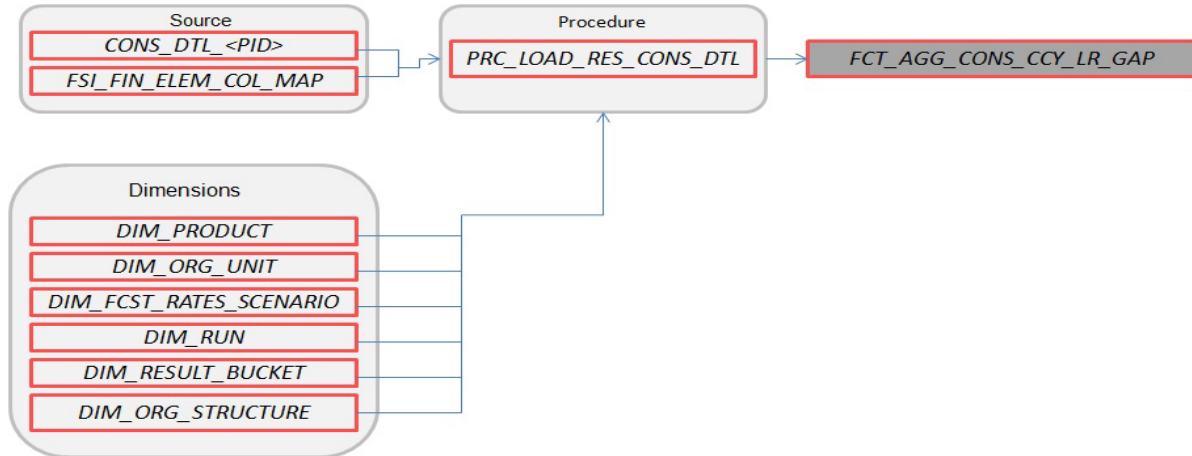 Source
CONS_DTL_<PID>
FSI_FIN_ELEM_COL_MAP
Procedure
PRC_LOAD_RES_CONS_DTL
FCT_AGG_CONS_CCY_LR_GAP
Dimensions
DIM_PRODUCT
DIM_ORG_UNIT
DIM_FCST_RATES_SCENARIO
DIM_RUN
DIM_RESULT_BUCKET
DIM_ORG_STRUCTURE